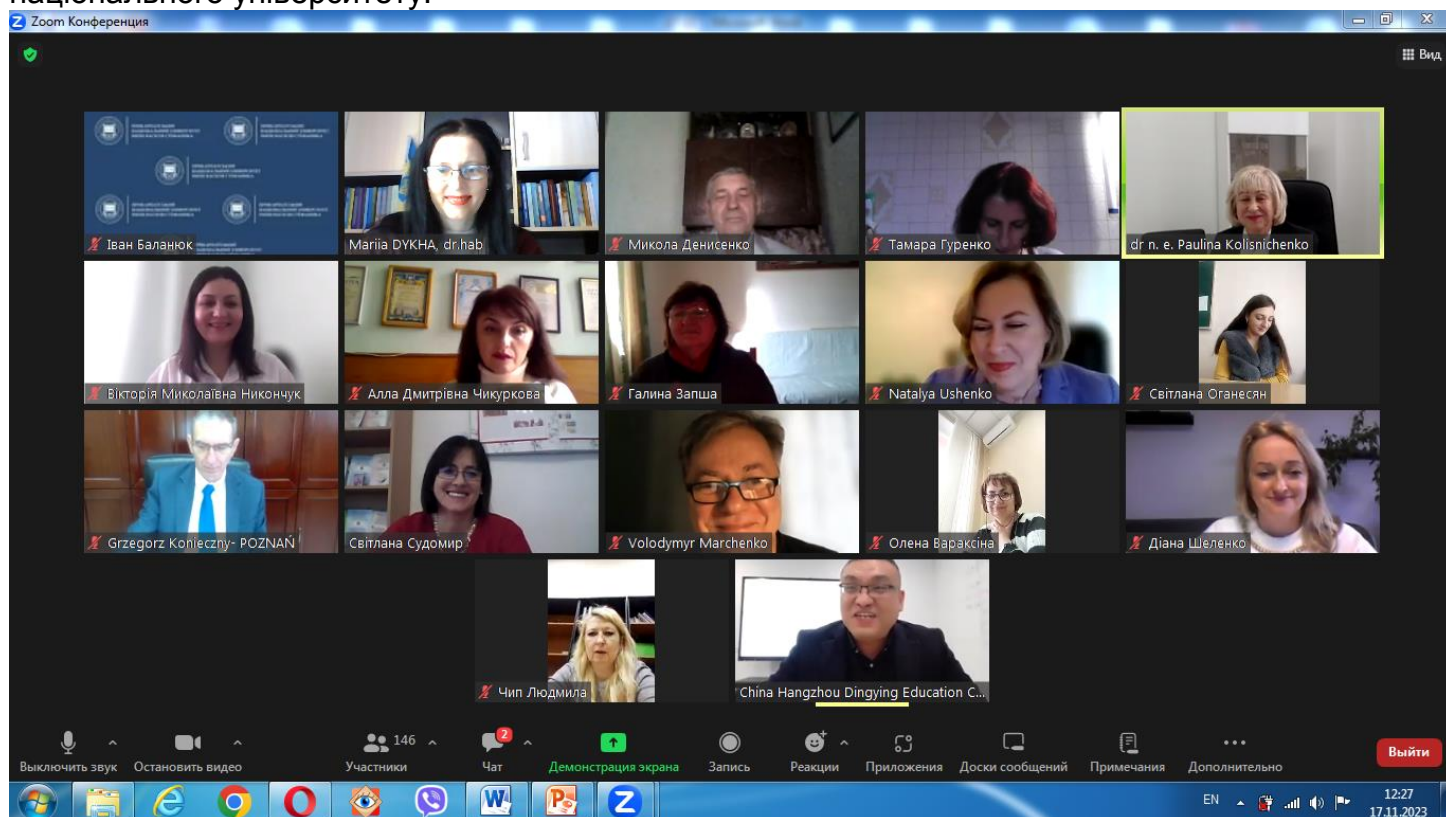 національного університету.
Zoom Конференция
Вид
Іван Баланюк
Mariia DYKHA, dr.hab
Микола Денисенко
Тамара Гуренко
dr n. e. Paulina Kolisnichenko
Вікторія Миколаївна Никончук
Алла Дмитрівна Чикуркова
Галина Запша
Natalya Ushenko
Світлана Оганесян
Grzegorz Konieczny- POZNAŃ
Світлана Судомир
Volodymyr Marchenko
Олена Вараксіна
Діана Шеленко
Чип Людмила
China Hangzhou Dingying Education C...
146
2
Выключить звук
Остановить видео
Участники
Чат
Демонстрация экрана
Запись
Реакции
Приложения
Доски сообщений
Примечания
Дополнительно
Выйти
EN
12:27
17.11.2023